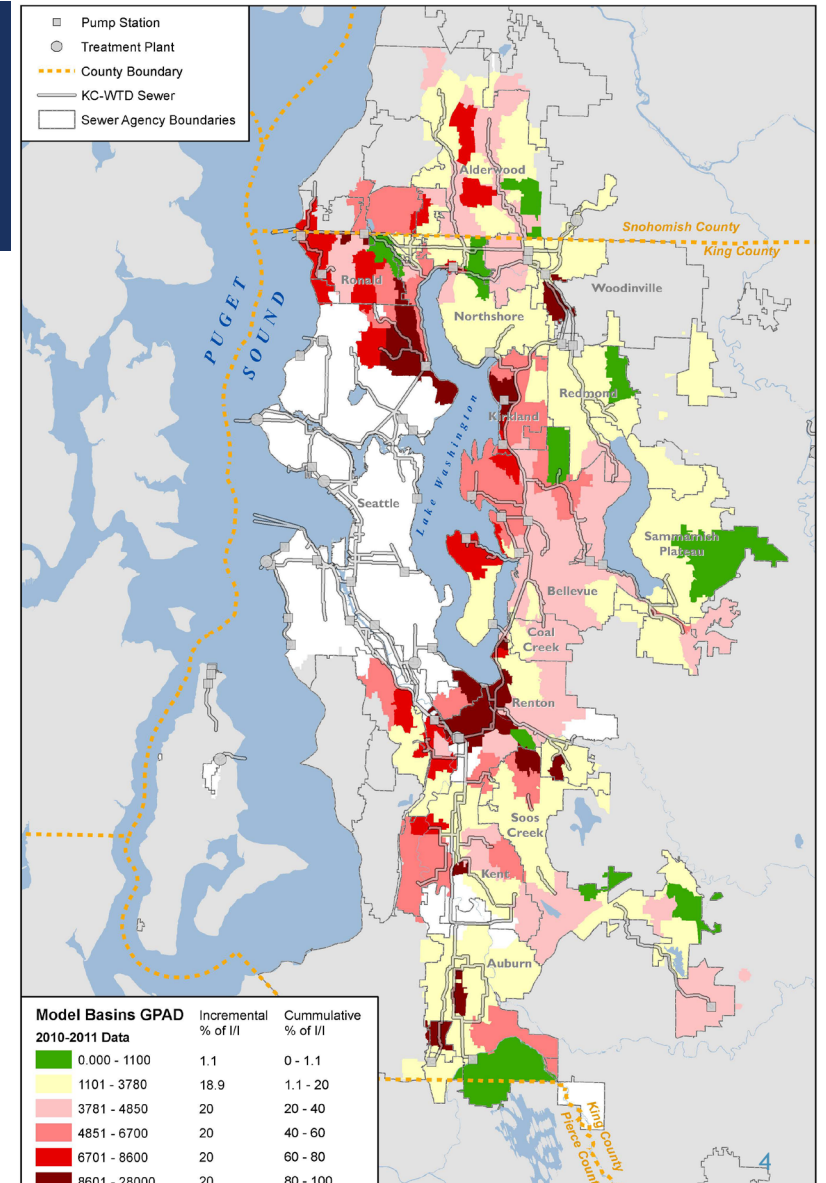 Pump Station
Treatment Plant
County Boundary
KC-WTD Sewer
Sewer Agency Boundaries
Alderwood
Snohomish County
King County
Ronald
Woodinville
PUGET
SOUND
Northshore
Redmond
Kirkland
Lake Washington
Seattle
Sammamish
Plateau
Bellevue
Coal
Creek
Renton
Soos
Creek
Kent
Auburn
Model Basins GPAD Incremental Cummulative
2010-2011 Data % of I/I % of I/I
0.000 - 1100 1.1 0 - 1.1
1101 - 3780 18.9 1.1 - 20
3781 - 4850 20 20 - 40
4851 - 6700 20 40 - 60
6701 - 8600 20 60 - 80
8601 - 28000 20 80 - 100
King County
Pierce Coun
4